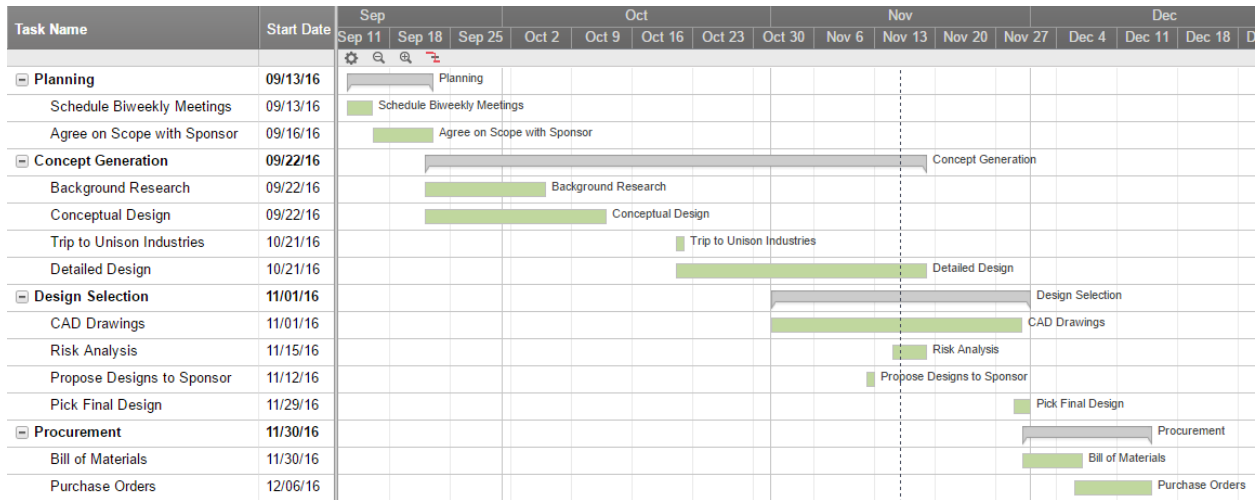 Task Name Start Date Sep Oct Nov Dec
Sep 11 Sep 18 Sep 25 Oct 2 Oct 9 Oct 16 Oct 23 Oct 30 Nov 6 Nov 13 Nov 20 Nov 27 Dec 4 Dec 11 Dec 18 D
Planning 09/13/16 Planning
Schedule Biweekly Meetings 09/13/16 Schedule Biweekly Meetings
Agree on Scope with Sponsor 09/16/16 Agree on Scope with Sponsor
Concept Generation 09/22/16 Concept Generation
Background Research 09/22/16 Background Research
Conceptual Design 09/22/16 Conceptual Design
Trip to Unison Industries 10/21/16 Trip to Unison Industries
Detailed Design 10/21/16 Detailed Design
Design Selection 11/01/16 Design Selection
CAD Drawings 11/01/16 CAD Drawings
Risk Analysis 11/15/16 Risk Analysis
Propose Designs to Sponsor 11/12/16 Propose Designs to Sponsor
Pick Final Design 11/29/16 Pick Final Design
Procurement 11/30/16 Procurement
Bill of Materials 11/30/16 Bill of Materials
Purchase Orders 12/06/16 Purchase Orders